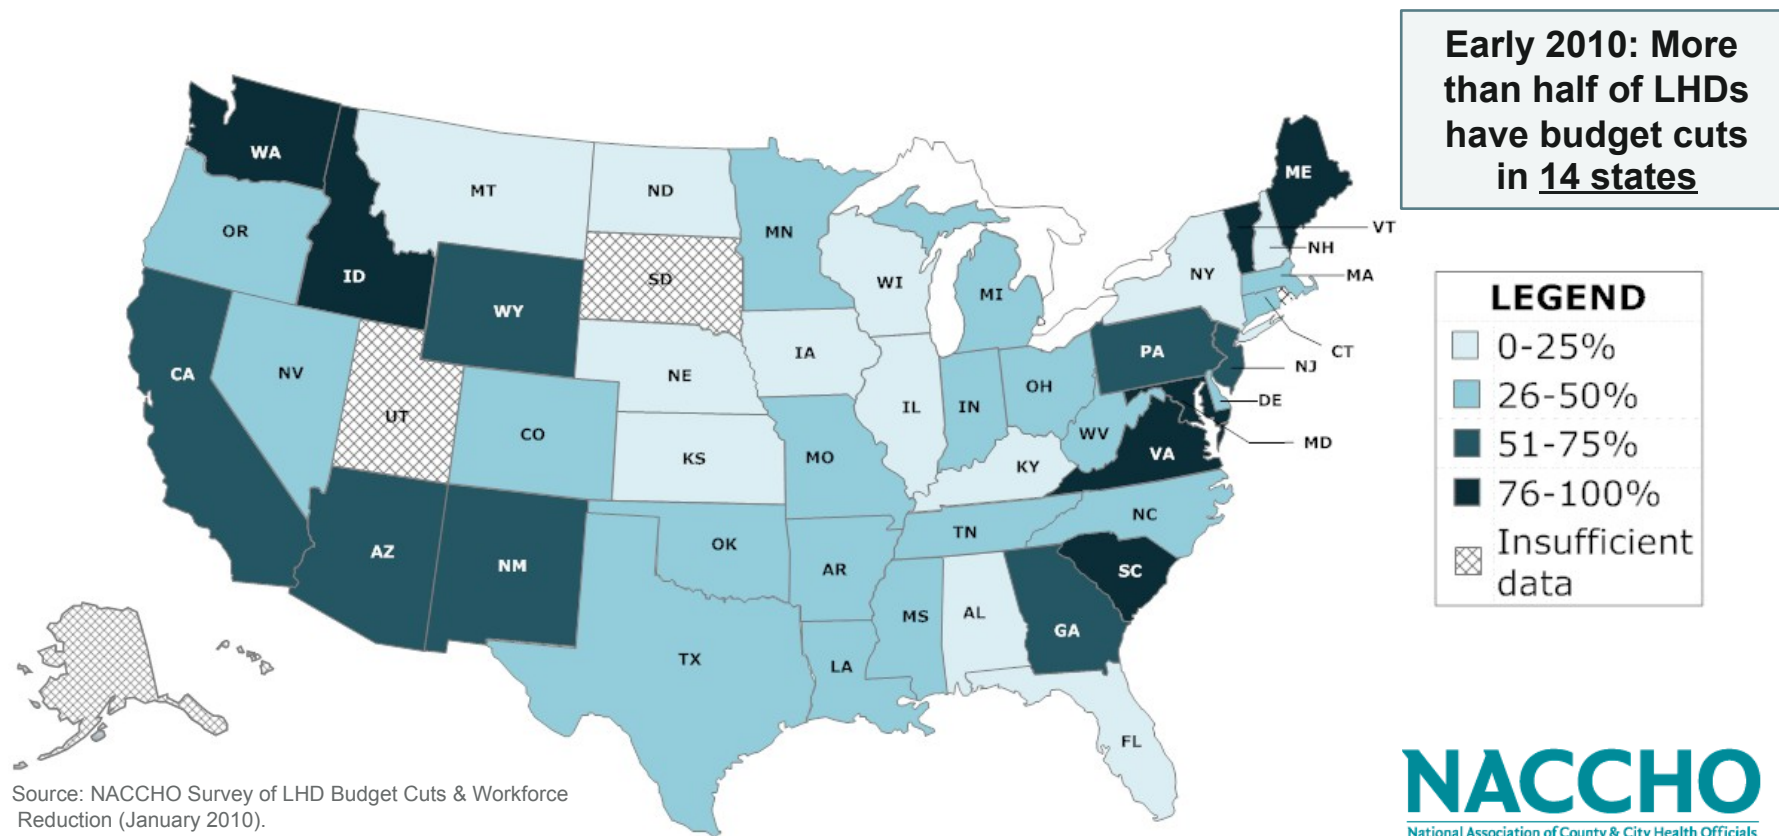 Early 2010: More
than half of LHDs
have budget cuts
in 14 states
WA
MT
ND
MN
ME
VT
NH
OR
ID
SD
WI
MI
NY
MA
WY
CT
CA
NV
NE
IA
PA
NJ
UT
CO
IL
IN
OH
DE
KS
MO
WV
MD
KY
VA
AZ
NM
OK
AR
TN
NC
SC
TX
LA
MS
AL
GA
FL
LEGEND
0-25%
26-50%
51-75%
76-100%
Insufficient
data
Source: NACCHO Survey of LHD Budget Cuts & Workforce
Reduction (January 2010).
NACCHO
National Association of County & City Health Officials